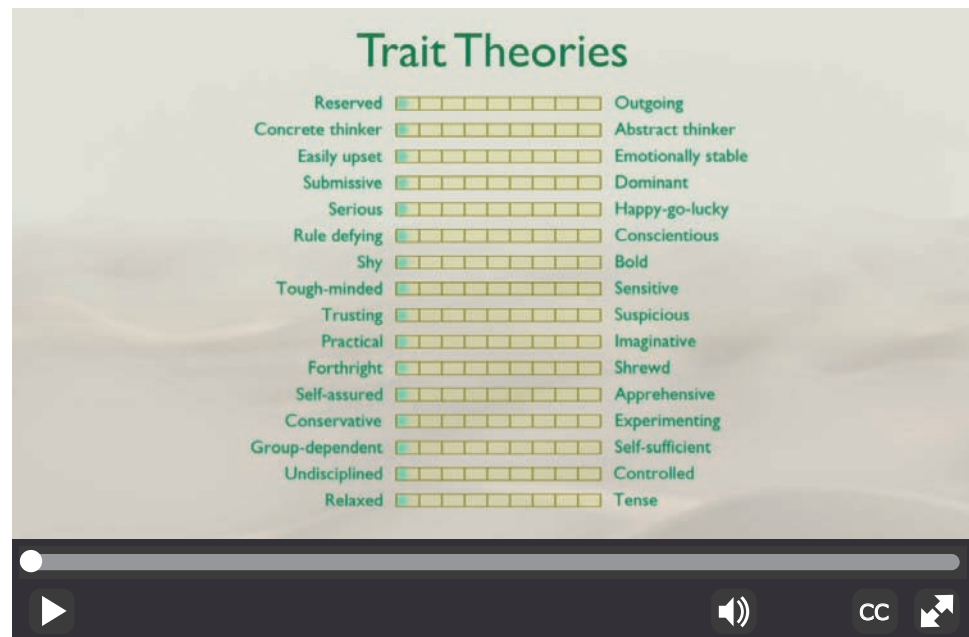 Trait Theories
Reserved Outgoing
Concrete thinker Abstract thinker
Easily upset Emotionally stable
Submissive Dominant
Serious Happy-go-lucky
Rule defying Conscientious
Shy Bold
Tough-minded Sensitive
Trusting Suspicious
Practical Imaginative
Forthright Shrewd
Self-assured Apprehensive
Conservative Experimenting
Group-dependent Self-sufficient
Undisciplined Controlled
Relaxed Tense
CC